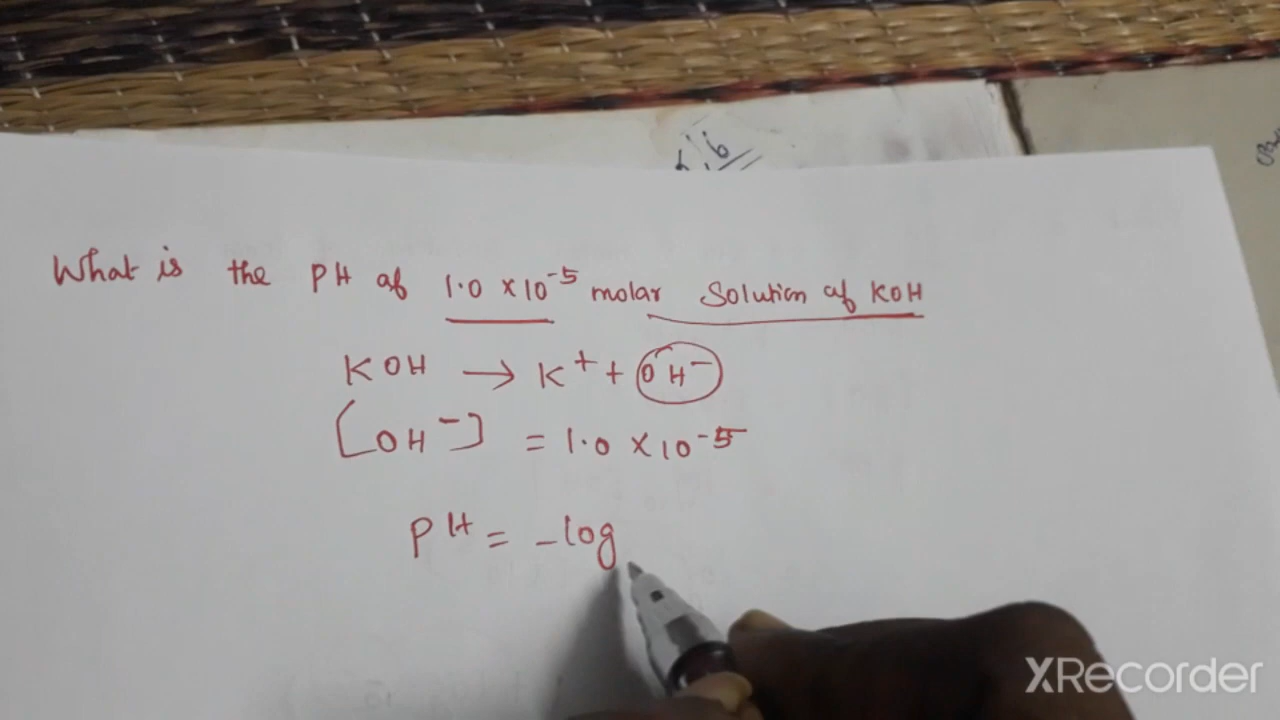 What is the PH of 1.0 × 10⁻⁵ molar Solution of KOH
KOH → K⁺ + OH⁻
[OH⁻] = 1.0 × 10⁻⁵
PH = -log
XRecorder